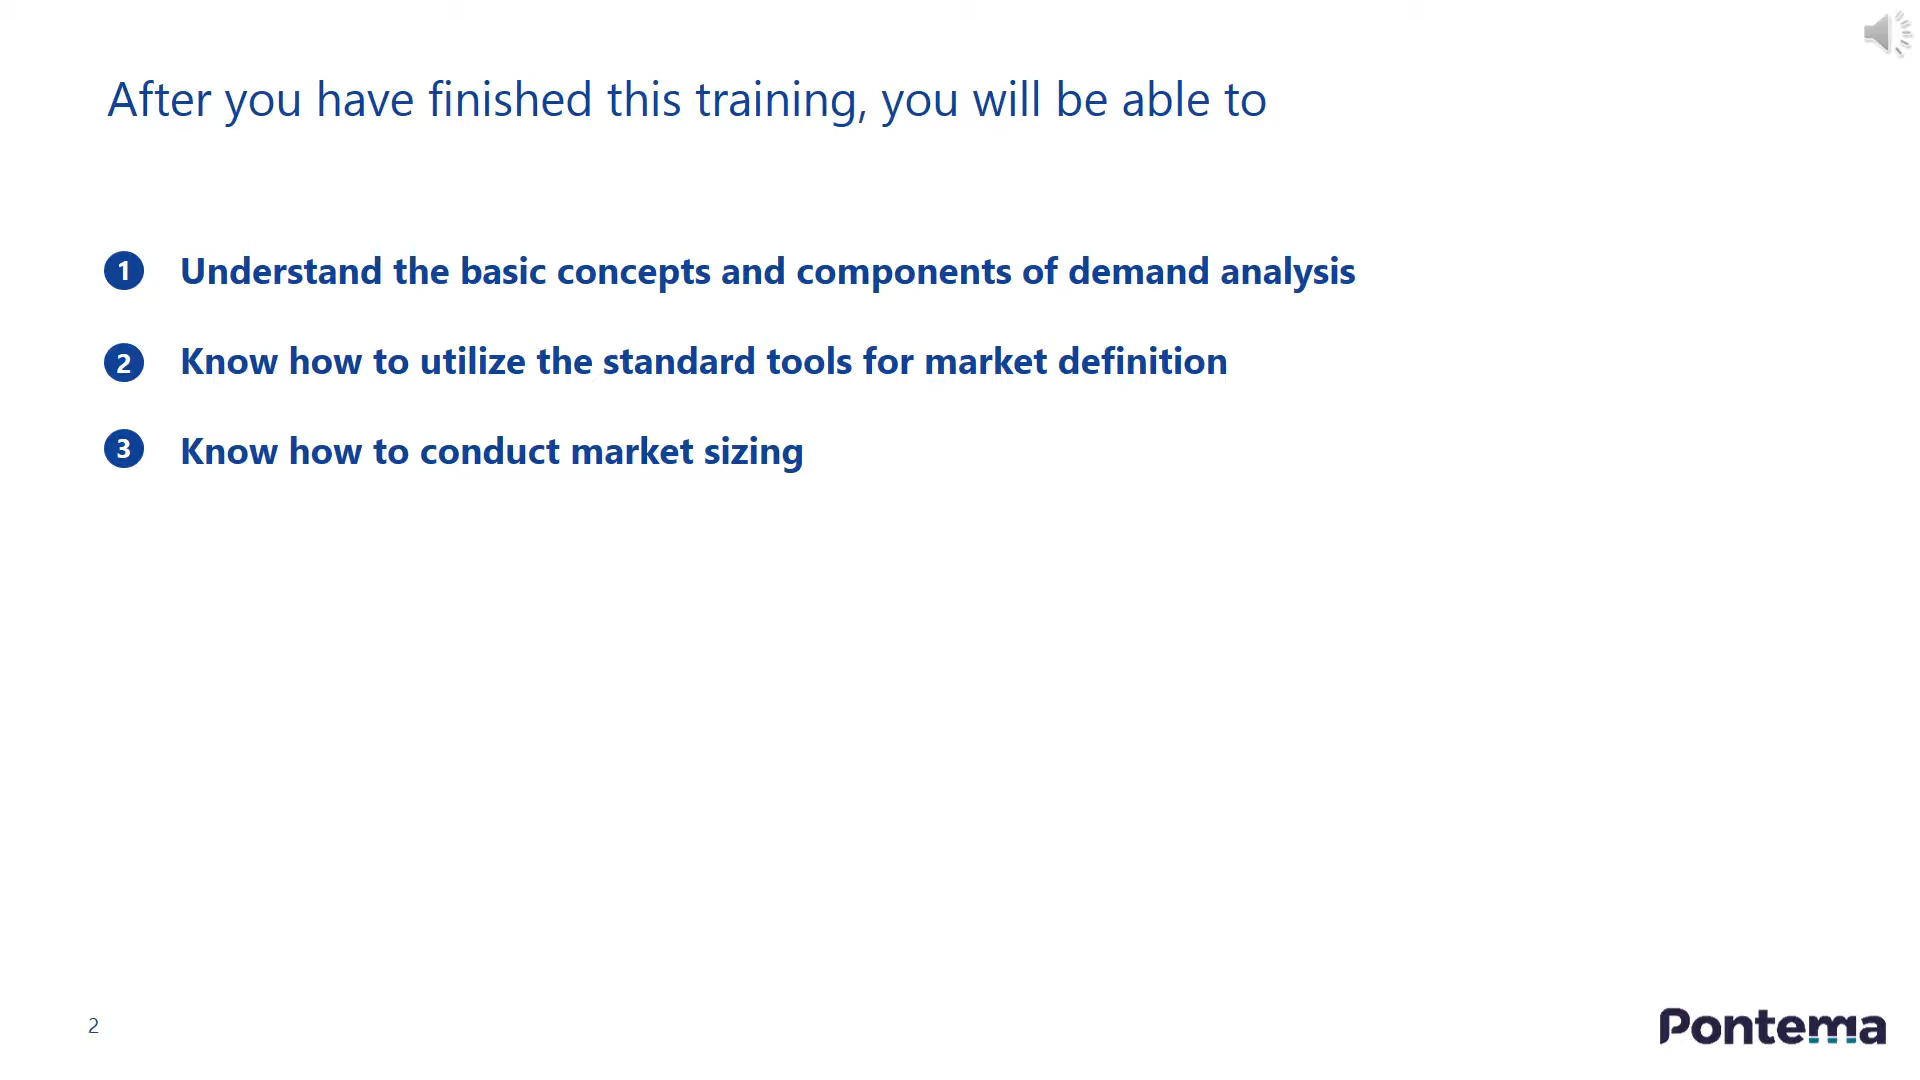 After you have finished this training, you will be able to
1 Understand the basic concepts and components of demand analysis
2 Know how to utilize the standard tools for market definition
3 Know how to conduct market sizing
2
Pontema